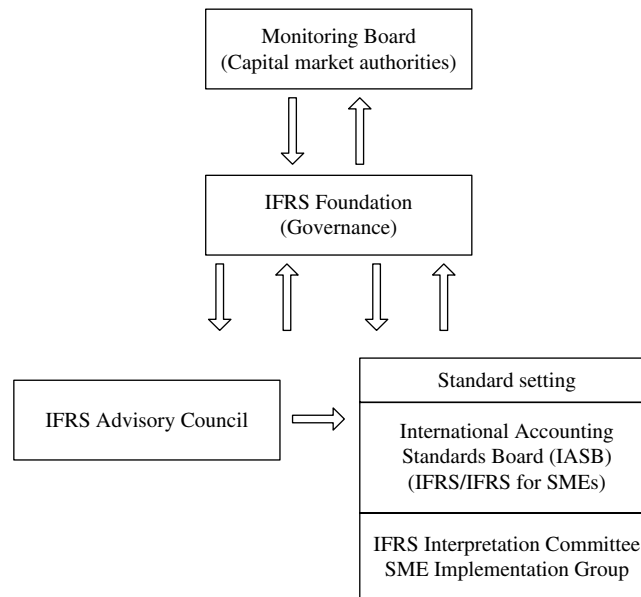 Monitoring Board
(Capital market authorities)
IFRS Foundation
(Governance)
IFRS Advisory Council
Standard setting
International Accounting
Standards Board (IASB)
(IFRS/IFRS for SMEs)
IFRS Interpretation Committee
SME Implementation Group